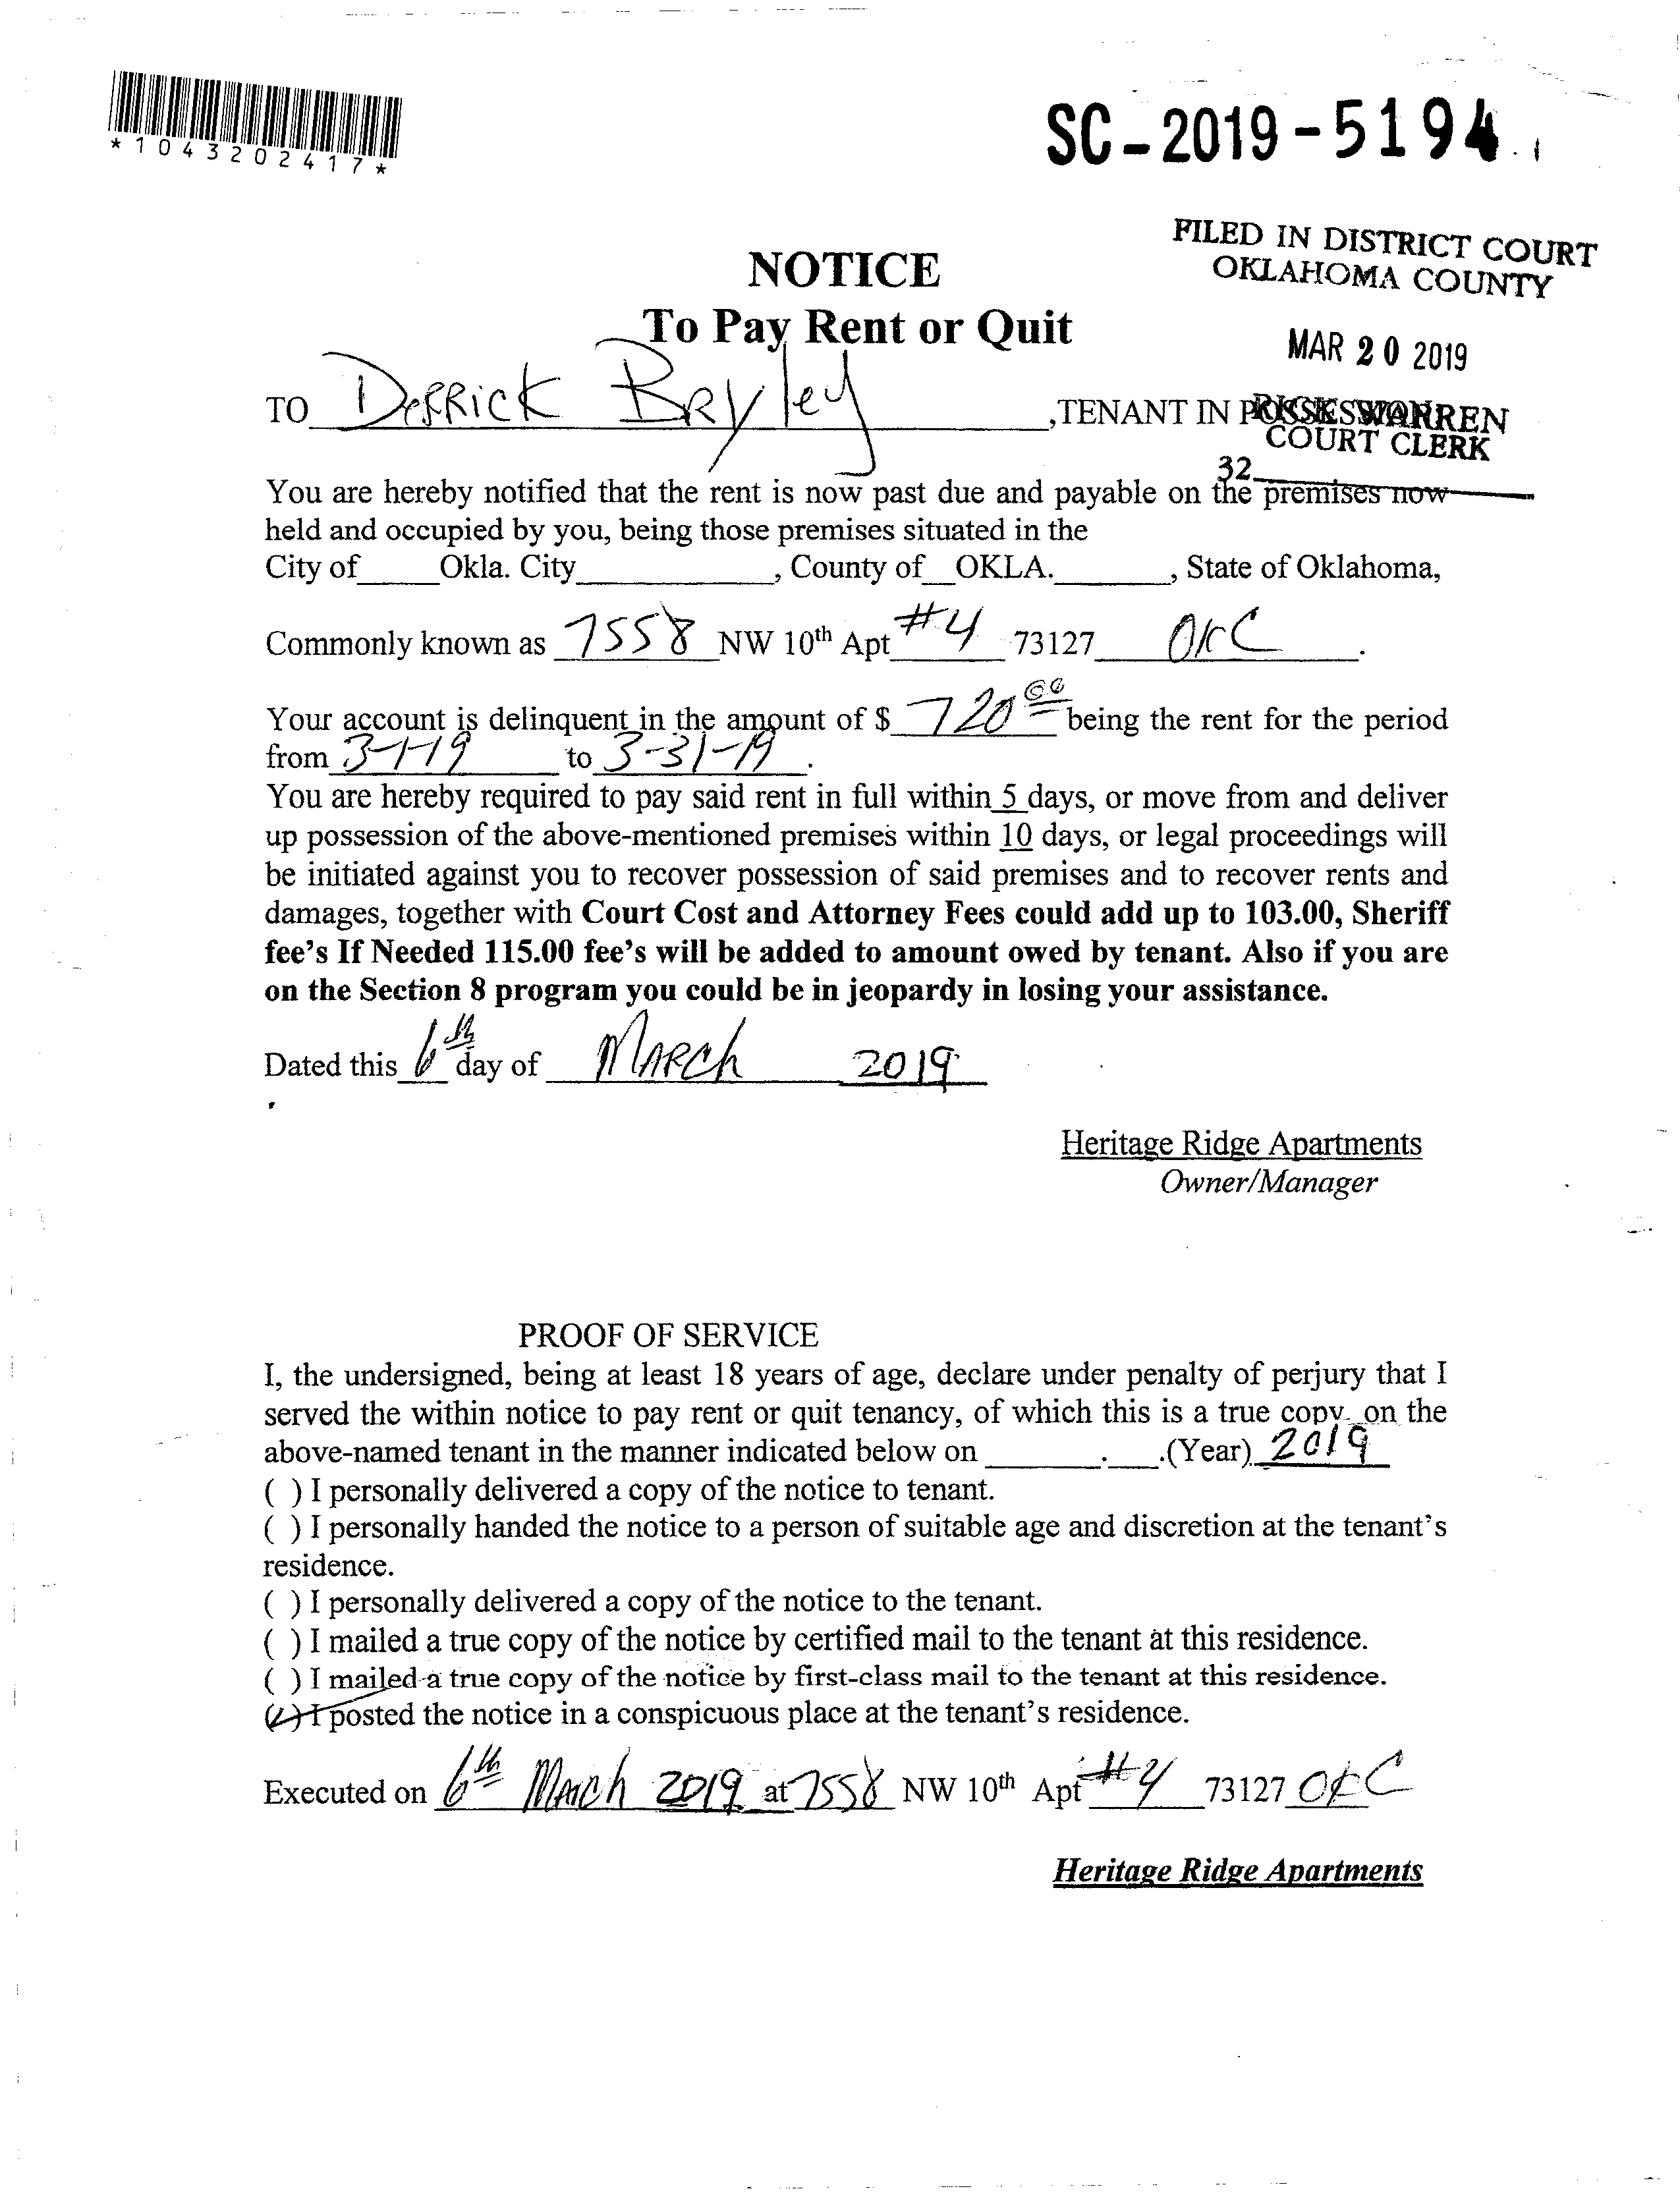 *1043202417*
SC-2019-5194
FILED IN DISTRICT COURT
OKLAHOMA COUNTY
NOTICE
To Pay Rent or Quit
MAR 20 2019
TO Derrick Bryley, TENANT IN POSSESSION
RICK WARREN
COURT CLERK
32
You are hereby notified that the rent is now past due and payable on the premises now
held and occupied by you, being those premises situated in the
City of Okla. City, County of OKLA., State of Oklahoma,
Commonly known as 7558 NW 10th Apt #4 73127 OKC.
Your account is delinquent in the amount of $ 720 00 being the rent for the period
from 3-1-19 to 3-31-19.
You are hereby required to pay said rent in full within 5 days, or move from and deliver
up possession of the above-mentioned premises within 10 days, or legal proceedings will
be initiated against you to recover possession of said premises and to recover rents and
damages, together with Court Cost and Attorney Fees could add up to 103.00, Sheriff
fee's If Needed 115.00 fee's will be added to amount owed by tenant. Also if you are
on the Section 8 program you could be in jeopardy in losing your assistance.
Dated this 6th day of MARCh 2019
Heritage Ridge Apartments
Owner/Manager
PROOF OF SERVICE
I, the undersigned, being at least 18 years of age, declare under penalty of perjury that I
served the within notice to pay rent or quit tenancy, of which this is a true copy, on the
above-named tenant in the manner indicated below on ______.___.(Year) 2019
( ) I personally delivered a copy of the notice to tenant.
( ) I personally handed the notice to a person of suitable age and discretion at the tenant's
residence.
( ) I personally delivered a copy of the notice to the tenant.
( ) I mailed a true copy of the notice by certified mail to the tenant at this residence.
( ) I mailed a true copy of the notice by first-class mail to the tenant at this residence.
(✓) I posted the notice in a conspicuous place at the tenant's residence.
Executed on 6th March 2019 at 7558 NW 10th Apt #4 73127 OKC
Heritage Ridge Apartments